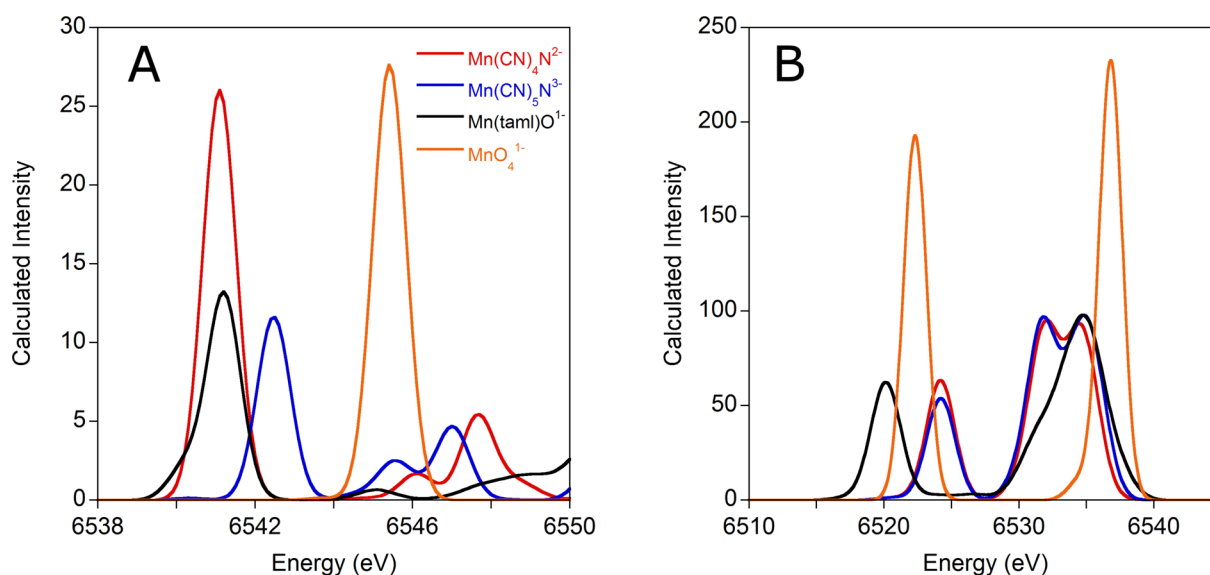 A
Calculated Intensity
30
25
20
15
10
5
0
Mn(CN)₄N²⁻
Mn(CN)₅N³⁻
Mn(taml)O¹⁻
MnO₄¹⁻
6538 6542 6546 6550
Energy (eV)
B
Calculated Intensity
250
200
150
100
50
0
6510 6520 6530 6540
Energy (eV)